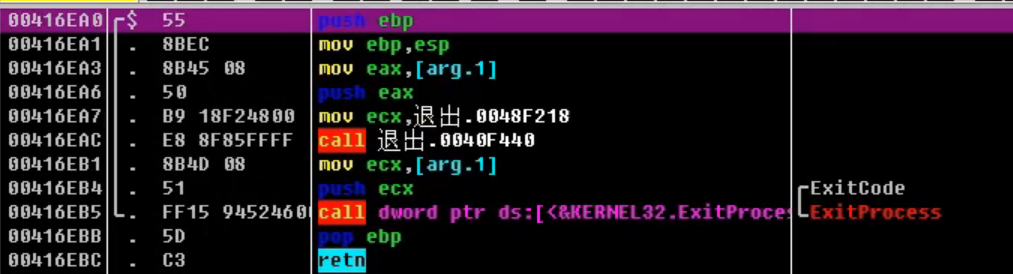 00416EA0 $ 55 push ebp
00416EA1 . 8BEC mov ebp,esp
00416EA3 . 8B45 08 mov eax,[arg.1]
00416EA6 . 50 push eax
00416EA7 . B9 18F24800 mov ecx,退出.0048F218
00416EAC . E8 8F85FFFF call 退出.0040F440
00416EB1 . 8B4D 08 mov ecx,[arg.1]
00416EB4 . 51 push ecx ExitCode
00416EB5 . FF15 9452460 call dword ptr ds:[<&KERNEL32.ExitProce ExitProcess
00416EBB . 5D pop ebp
00416EBC . C3 retn